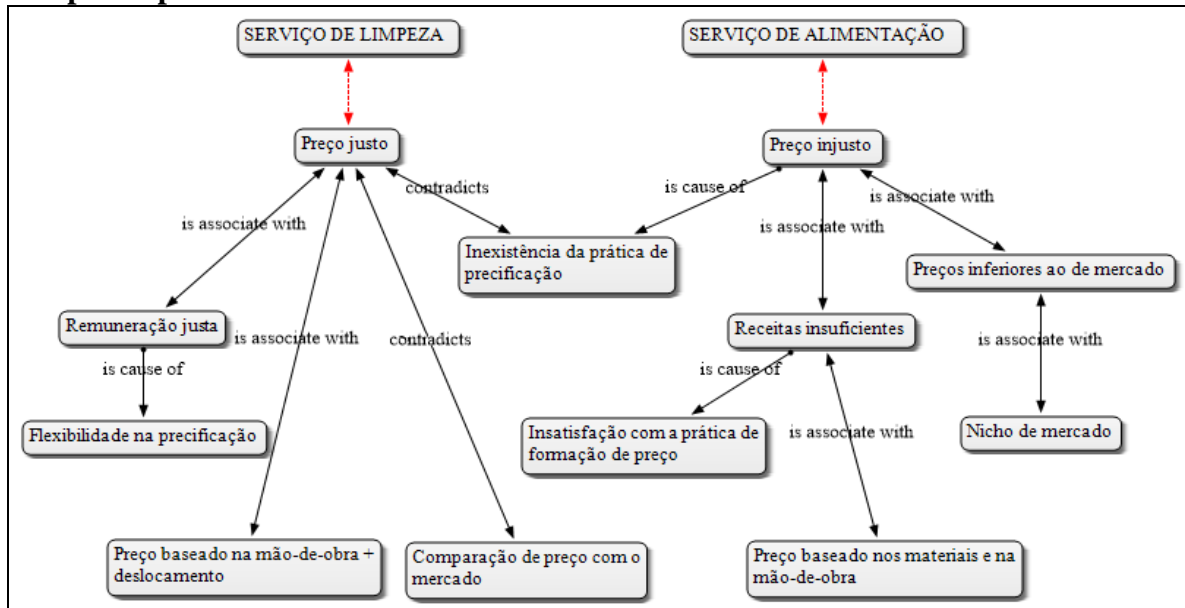 SERVIÇO DE LIMPEZA
SERVIÇO DE ALIMENTAÇÃO
Preço justo
Preço injusto
contradicts
is cause of
is associate with
is associate with
is associate with
Inexistência da prática de
precificação
Preços inferiores ao de mercado
Remuneração justa
Receitas insuficientes
is associate with
contradicts
is associate with
is cause of
is cause of
Flexibilidade na precificação
Insatisfação com a prática de
formação de preço
is associate with
Nicho de mercado
Preço baseado na mão-de-obra +
deslocamento
Comparação de preço com o
mercado
Preço baseado nos materiais e na
mão-de-obra